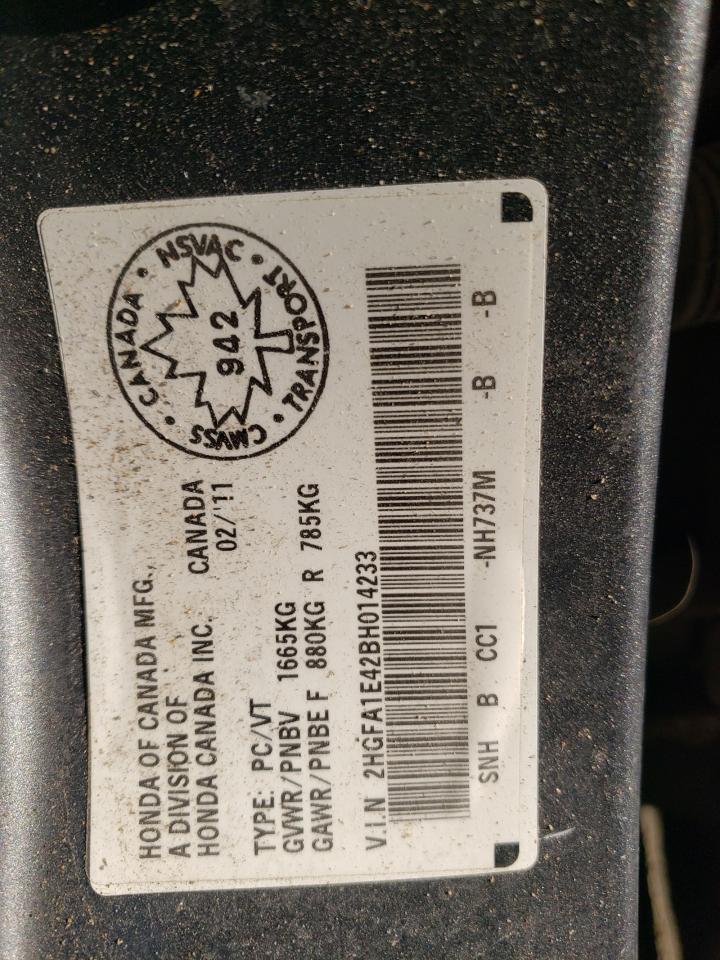 HONDA OF CANADA MFG.,
A DIVISION OF
HONDA CANADA INC.
CANADA
02/'11
CANADA • NSVAC • TRANSPORT • CMVSS •
942
TYPE: PC/VT
GVWR/PNBV 1665KG
GAWR/PNBE F 880KG R 785KG
V.I.N 2HGFA1E42BH014233
SNH B CC1 -NH737M -B -B